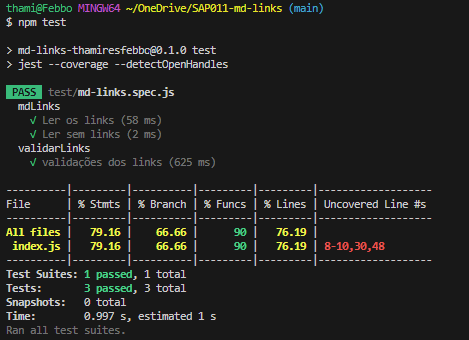 thami@Febbo MINGW64 ~/OneDrive/SAP011-md-links (main)
$ npm test
> md-links-thamiresfebbo@0.1.0 test
> jest --coverage --detectOpenHandles
PASS test/md-links.spec.js
mdLinks
√ Ler os links (58 ms)
√ Ler sem links (2 ms)
validarLinks
√ validações dos links (625 ms)
----------|---------|----------|---------|---------|-------------------
File      | % Stmts | % Branch | % Funcs | % Lines | Uncovered Line #s
----------|---------|----------|---------|---------|-------------------
All files |   79.16 |    66.66 |      90 |   76.19 |
index.js |   79.16 |    66.66 |      90 |   76.19 | 8-10,30,48
----------|---------|----------|---------|---------|-------------------
Test Suites: 1 passed, 1 total
Tests:       3 passed, 3 total
Snapshots:   0 total
Time:        0.997 s, estimated 1 s
Ran all test suites.